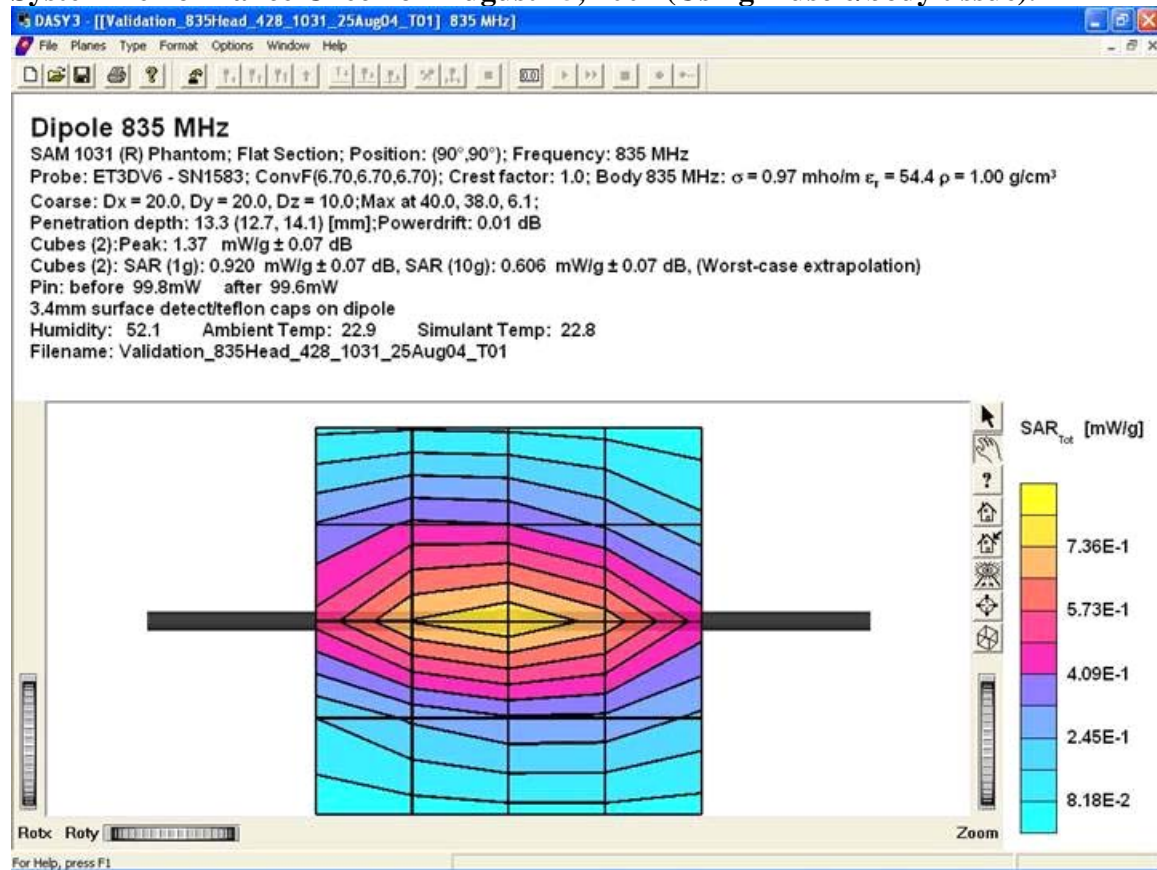 DASY3 - [[Validation_835Head_428_1031_25Aug04_T01] 835 MHz]
File Planes Type Format Options Window Help
Dipole 835 MHz
SAM 1031 (R) Phantom; Flat Section; Position: (90°,90°); Frequency: 835 MHz
Probe: ET3DV6 - SN1583; ConvF(6.70,6.70,6.70); Crest factor: 1.0; Body 835 MHz: σ = 0.97 mho/m εr = 54.4 ρ = 1.00 g/cm³
Coarse: Dx = 20.0, Dy = 20.0, Dz = 10.0;Max at 40.0, 38.0, 6.1;
Penetration depth: 13.3 (12.7, 14.1) [mm];Powerdrift: 0.01 dB
Cubes (2):Peak: 1.37 mW/g ± 0.07 dB
Cubes (2): SAR (1g): 0.920 mW/g ± 0.07 dB, SAR (10g): 0.606 mW/g ± 0.07 dB, (Worst-case extrapolation)
Pin: before 99.8mW after 99.6mW
3.4mm surface detect/teflon caps on dipole
Humidity: 52.1 Ambient Temp: 22.9 Simulant Temp: 22.8
Filename: Validation_835Head_428_1031_25Aug04_T01
SARTot [mW/g]
7.36E-1
5.73E-1
4.09E-1
2.45E-1
8.18E-2
Rotx Roty
Zoom
For Help, press F1